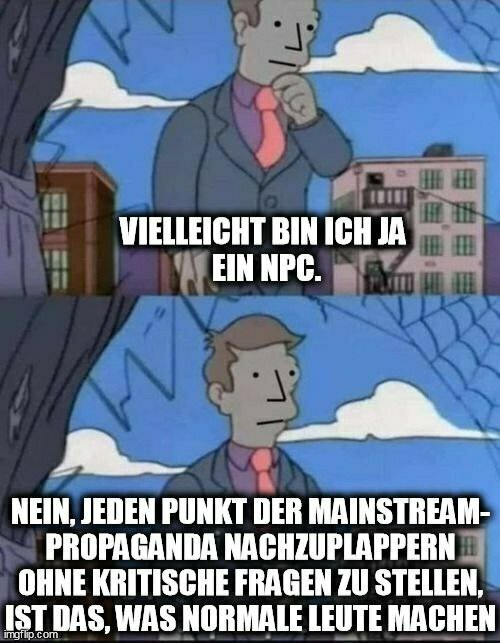 VIELLEICHT BIN ICH JA
EIN NPC.
NEIN, JEDEN PUNKT DER MAINSTREAM-
PROPAGANDA NACHZUPLAPPERN
OHNE KRITISCHE FRAGEN ZU STELLEN,
IST DAS, WAS NORMALE LEUTE MACHEN
imgflip.com